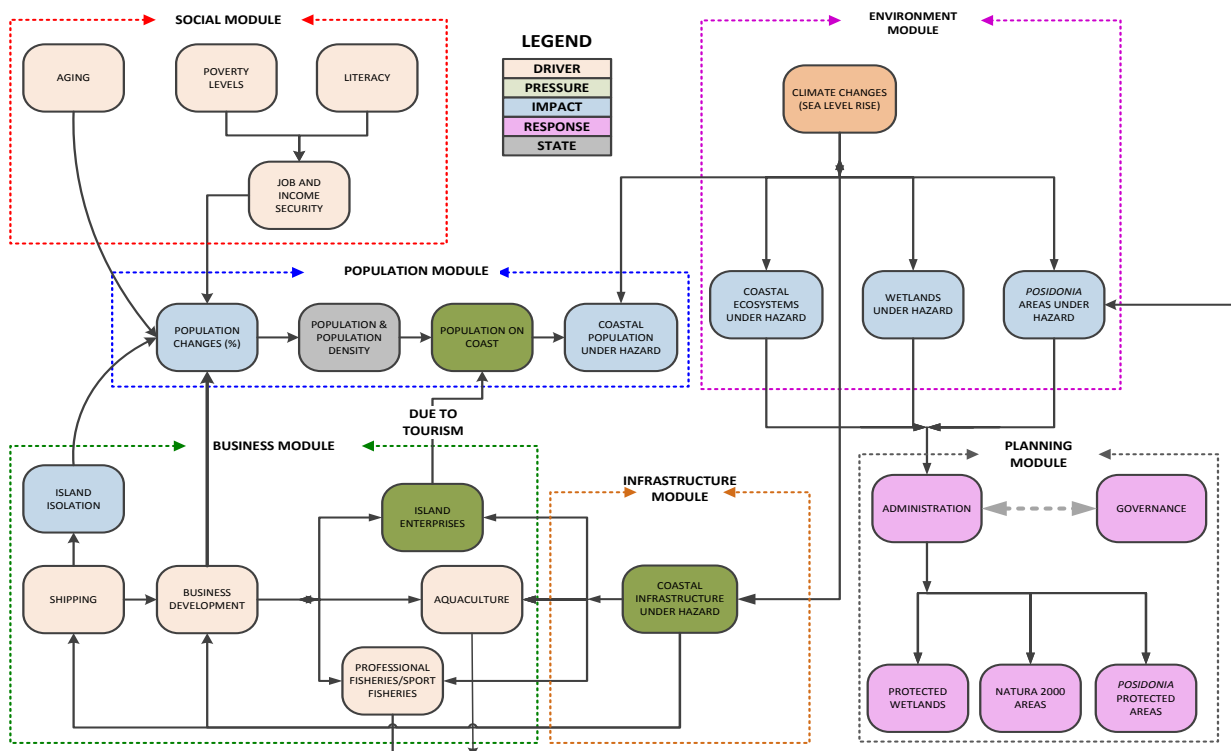 SOCIAL MODULE
AGING
POVERTY
LEVELS
LITERACY
JOB AND
INCOME
SECURITY
LEGEND
DRIVER
PRESSURE
IMPACT
RESPONSE
STATE
ENVIRONMENT
MODULE
CLIMATE CHANGES
(SEA LEVEL RISE)
COASTAL
ECOSYSTEMS
UNDER HAZARD
WETLANDS
UNDER HAZARD
POSIDONIA
AREAS UNDER
HAZARD
POPULATION MODULE
POPULATION
CHANGES (%)
POPULATION &
POPULATION
DENSITY
POPULATION ON
COAST
COASTAL
POPULATION
UNDER HAZARD
DUE TO
TOURISM
BUSINESS MODULE
ISLAND
ISOLATION
SHIPPING
BUSINESS
DEVELOPMENT
ISLAND
ENTERPRISES
AQUACULTURE
PROFESSIONAL
FISHERIES/SPORT
FISHERIES
INFRASTRUCTURE
MODULE
COASTAL
INFRASTRUCTURE
UNDER HAZARD
PLANNING
MODULE
ADMINISTRATION
GOVERNANCE
PROTECTED
WETLANDS
NATURA 2000
AREAS
POSIDONIA
PROTECTED
AREAS